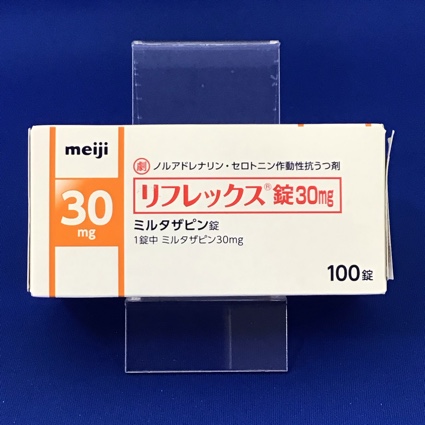 meiji
30
mg
劇 ノルアドレナリン・セロトニン作動性抗うつ剤
リフレックス®錠30mg
ミルタザピン錠
1錠中 ミルタザピン30mg
100錠